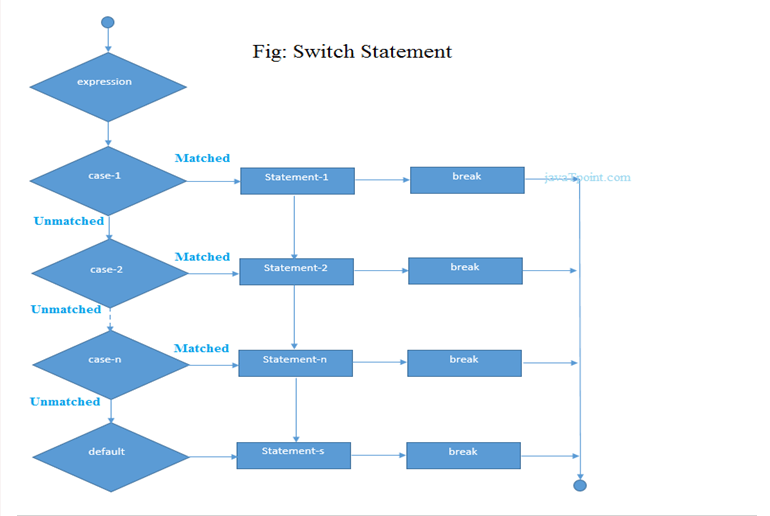 Fig: Switch Statement
expression
Matched
case-1
Statement-1
break
javaTpoint.com
Unmatched
Matched
case-2
Statement-2
break
Unmatched
Matched
case-n
Statement-n
break
Unmatched
default
Statement-s
break